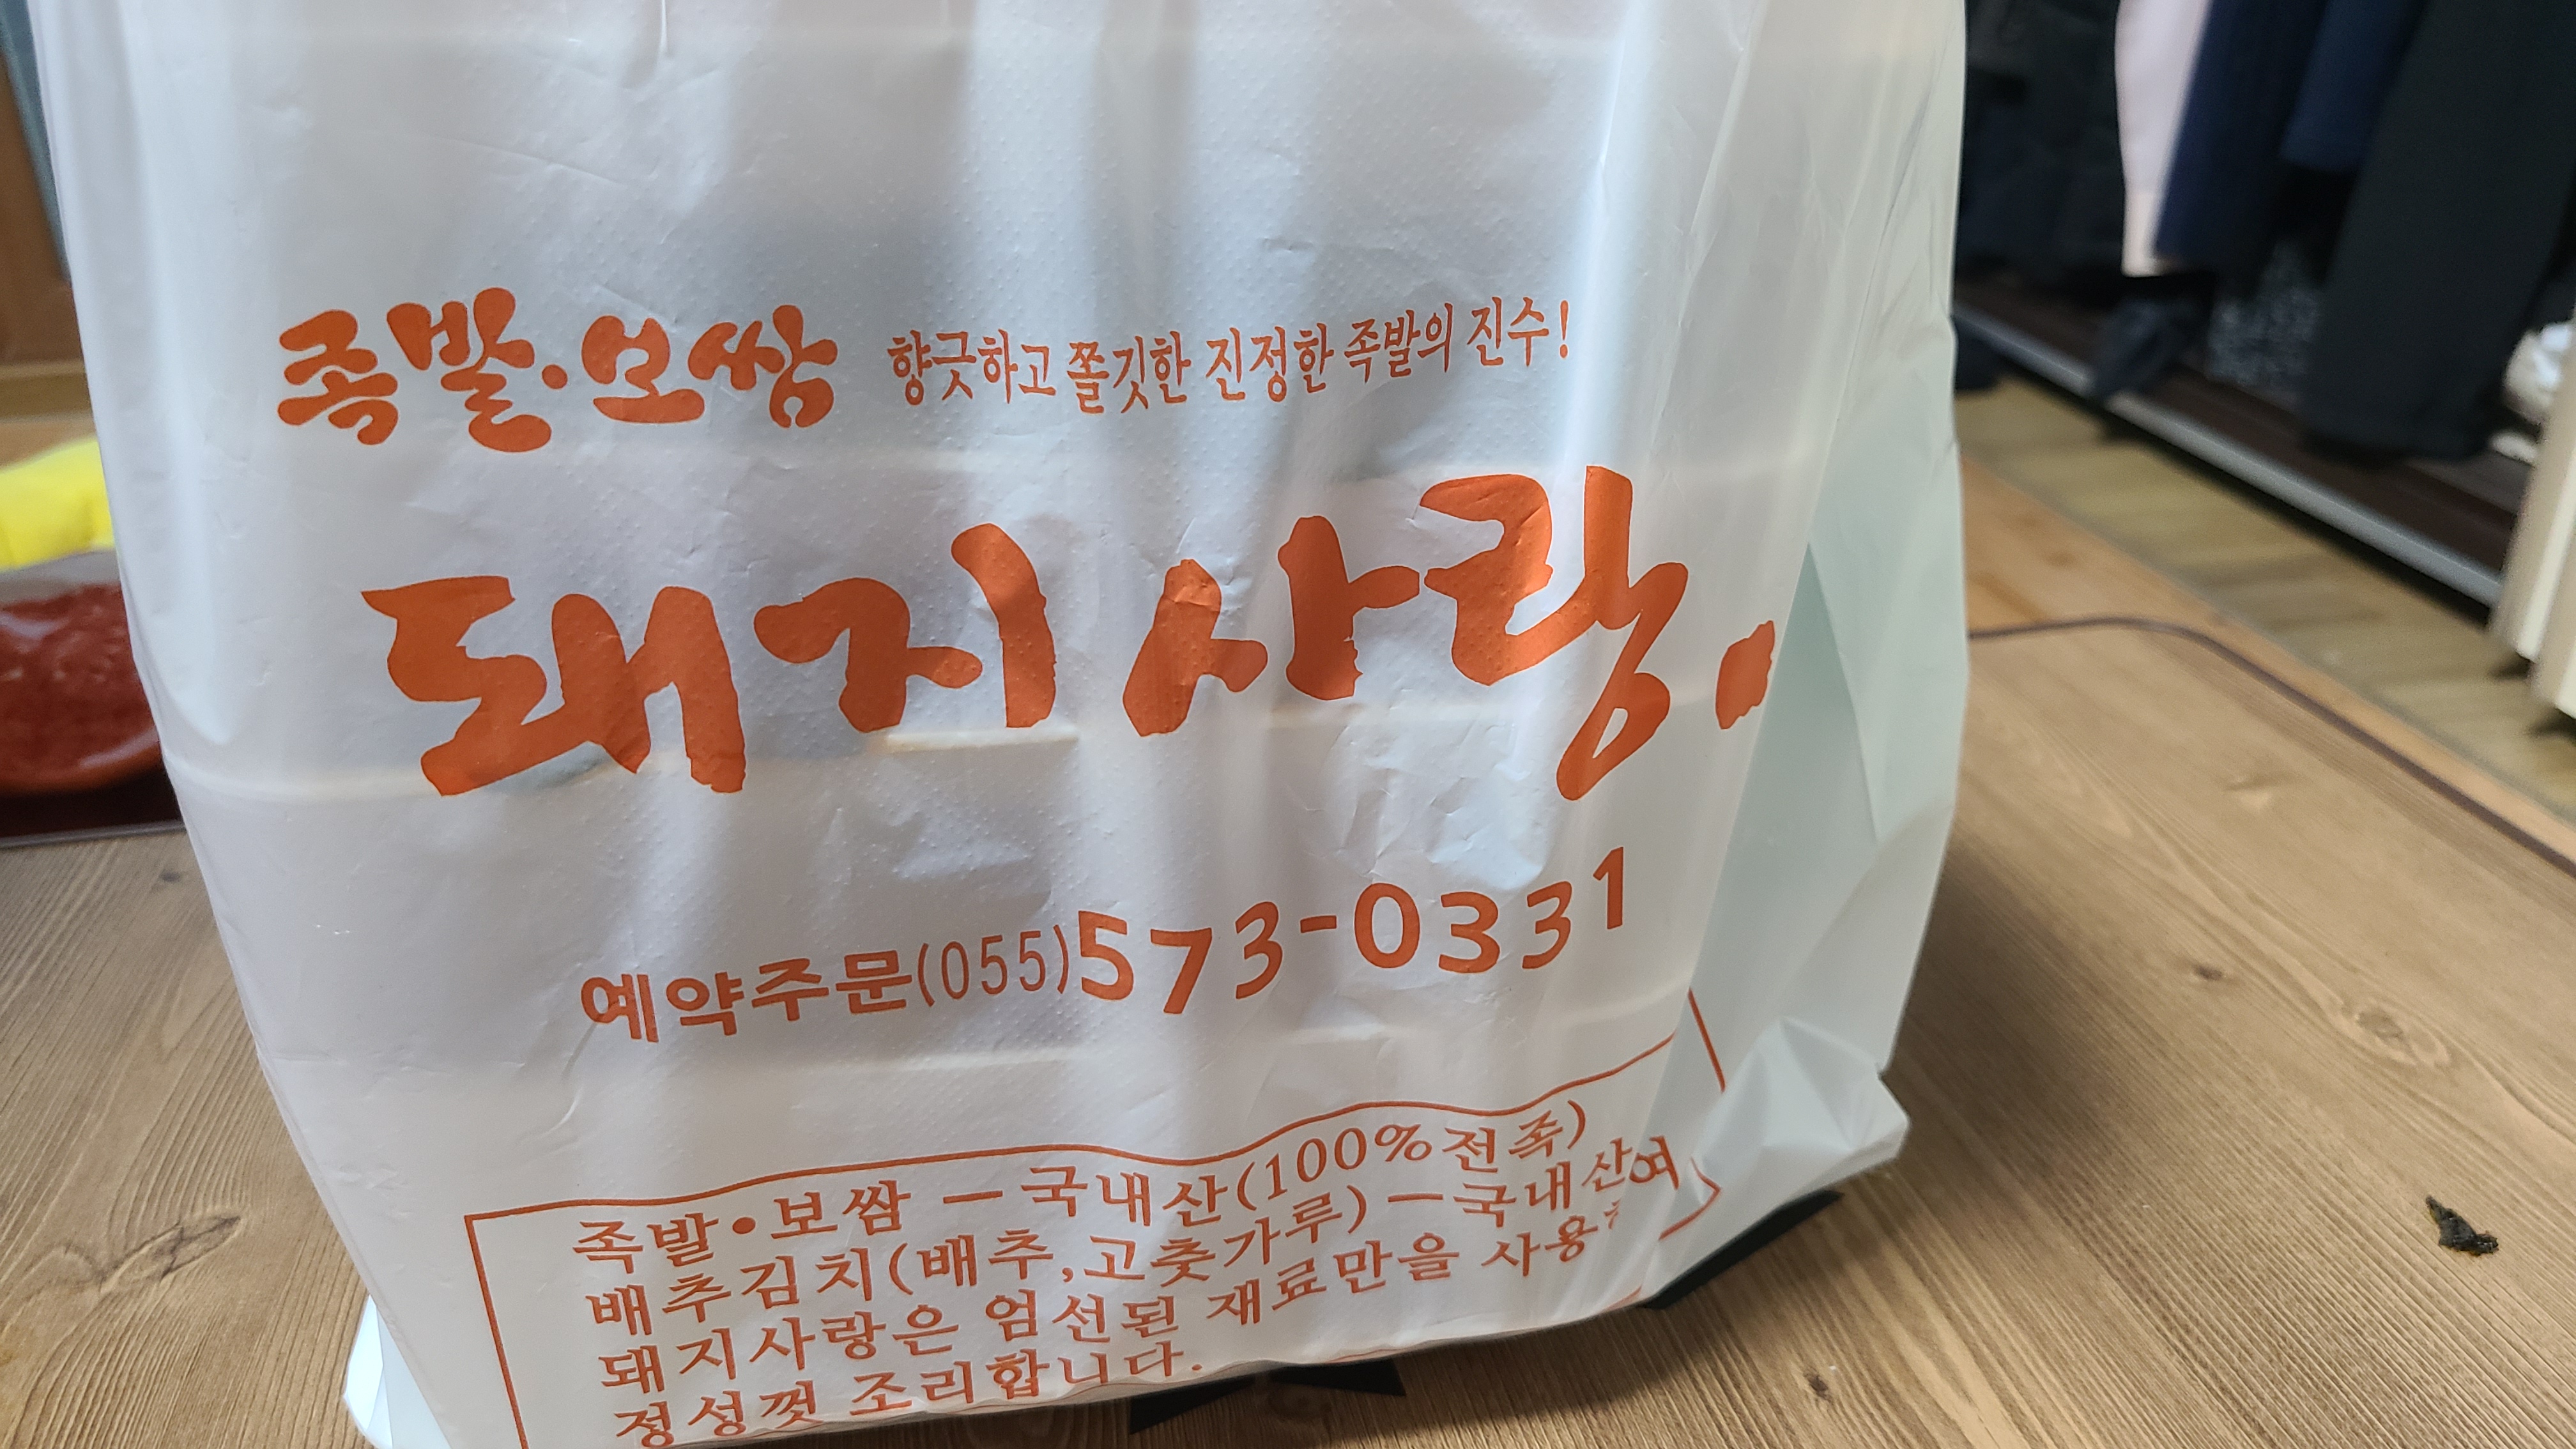 족발·보쌈 향긋하고 쫄깃한 진정한 족발의 진수!
돼지사랑.
예약주문(055)573-0331
족발•보쌈 — 국내산(100%전족)
배추김치(배추,고춧가루) — 국내산
돼지사랑은 엄선된 재료만을 사용하여
정성껏 조리합니다.